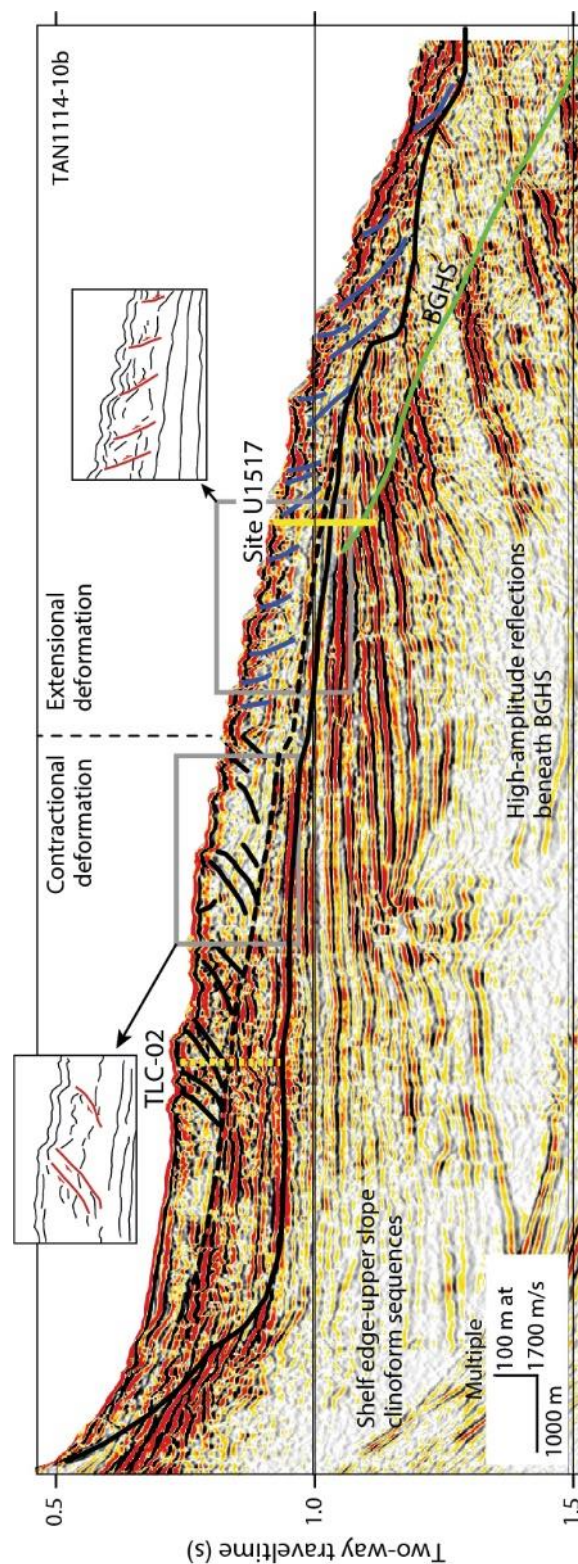 TAN1114-10b
Contractional
deformation
Extensional
deformation
TLC-02
Site U1517
BGHS
0.5
1.0
1.5
Two-way traveltime (s)
Shelf edge-upper slope
clinoform sequences
High-amplitude reflections
beneath BGHS
Multiple
100 m at
1700 m/s
1000 m